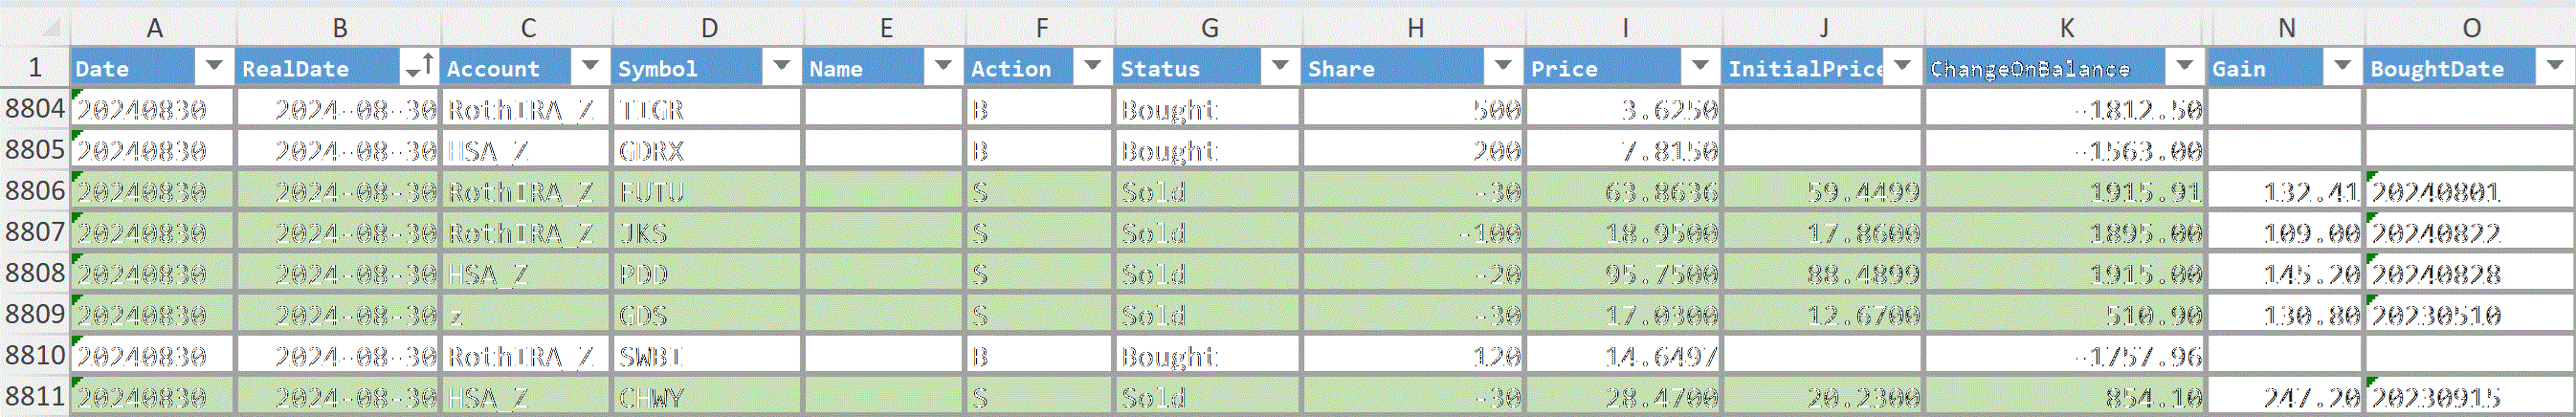 A B C D E F G H I J K N O
1 Date RealDate Account Symbol Name Action Status Share Price InitialPrice ChangeOnBalance Gain BoughtDate
8804 20240830 2024-08-30 RothIRA_Z TIGR B Bought 500 3.6250 -1812.50
8805 20240830 2024-08-30 HSA_Z GDRX B Bought 200 7.8150 -1563.00
8806 20240830 2024-08-30 RothIRA_Z FUTU S Sold -30 63.8636 59.4499 1915.91 132.41 20240801
8807 20240830 2024-08-30 RothIRA_Z JKS S Sold -100 18.9500 17.8600 1895.00 109.00 20240822
8808 20240830 2024-08-30 HSA_Z PDD S Sold -20 95.7500 88.4899 1915.00 145.20 20240828
8809 20240830 2024-08-30 z GDS S Sold -30 17.0300 12.6700 510.90 130.80 20230510
8810 20240830 2024-08-30 RothIRA_Z SWBI B Bought 120 14.6497 -1757.96
8811 20240830 2024-08-30 HSA_Z CHWY S Sold -30 28.4700 20.2300 854.10 247.20 20230915